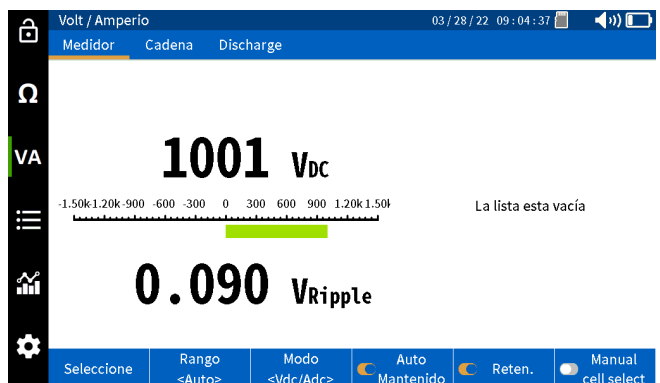 Volt / Amperio 03/28/22 09:04:37
Medidor Cadena Discharge
Ω
VA
1001 VDC
-1.50k -1.20k -900 -600 -300 0 300 600 900 1.20k 1.50k
La lista esta vacía
0.090 VRipple
Seleccione
Rango
<Auto>
Modo
<Vdc/Adc>
Auto
Mantenido
Reten.
Manual
cell select